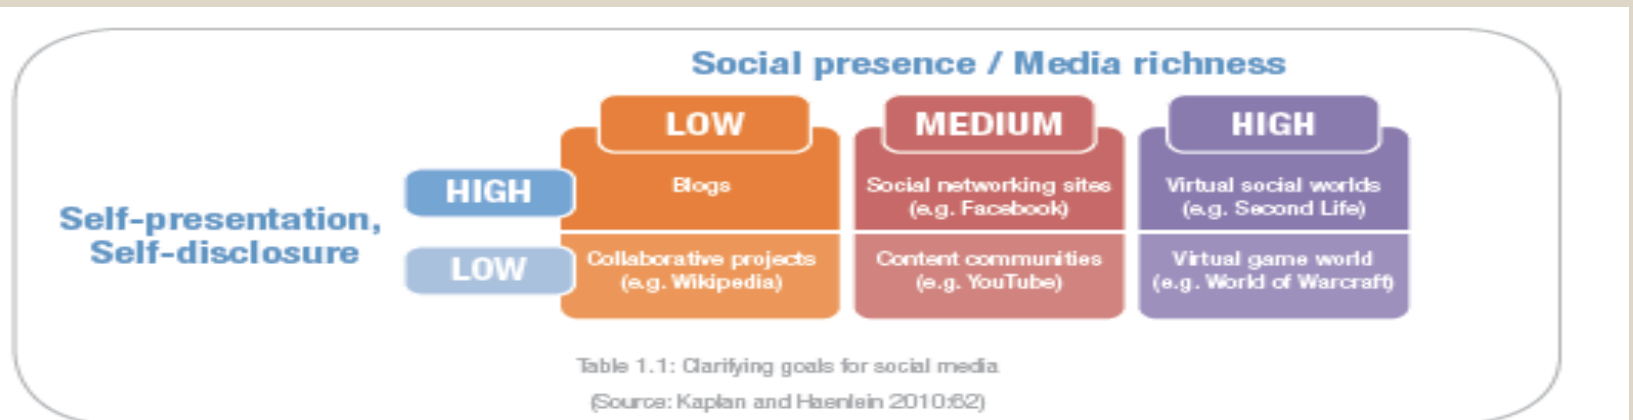 Social presence / Media richness
LOW
MEDIUM
HIGH
Self-presentation,
Self-disclosure
HIGH
Blogs
Social networking sites
(e.g. Facebook)
Virtual social worlds
(e.g. Second Life)
LOW
Collaborative projects
(e.g. Wikipedia)
Content communities
(e.g. YouTube)
Virtual game world
(e.g. World of Warcraft)
Table 1.1: Clarifying goals for social media
(Source: Kaplan and Haenlein 2010:62)